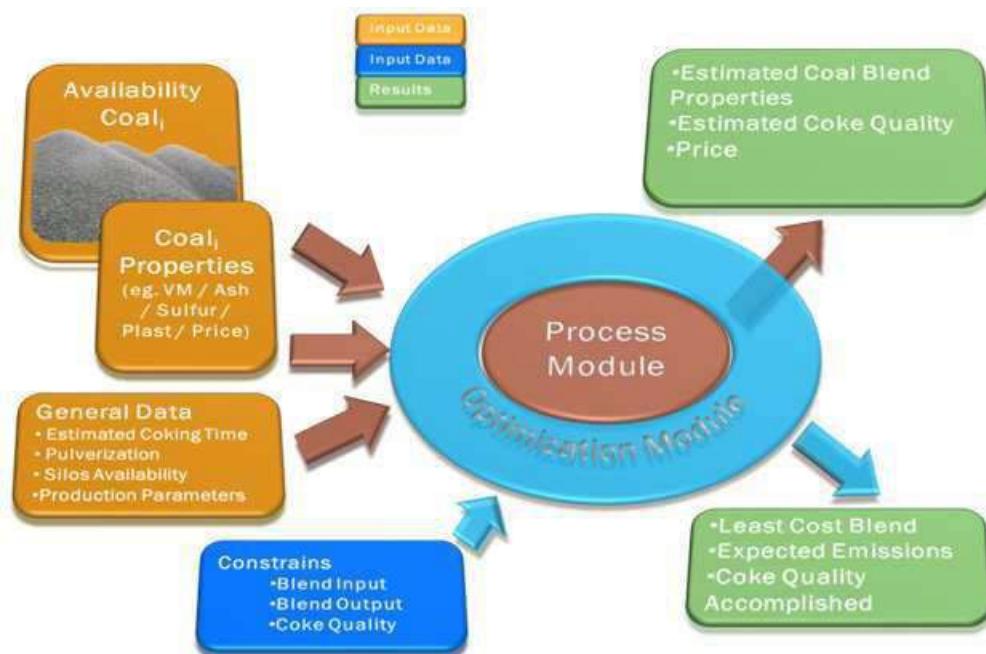 Input Data
Input Data
Results
Availability
Coali
Coali
Properties
(eg. VM / Ash
/ Sulfur /
Plast / Price)
General Data
• Estimated Coking Time
• Pulverization
• Silos Availability
•Production Parameters
Constrains
•Blend Input
•Blend Output
•Coke Quality
Process
Module
Optimization Module
•Estimated Coal Blend
Properties
•Estimated Coke Quality
•Price
•Least Cost Blend
•Expected Emissions
•Coke Quality
Accomplished